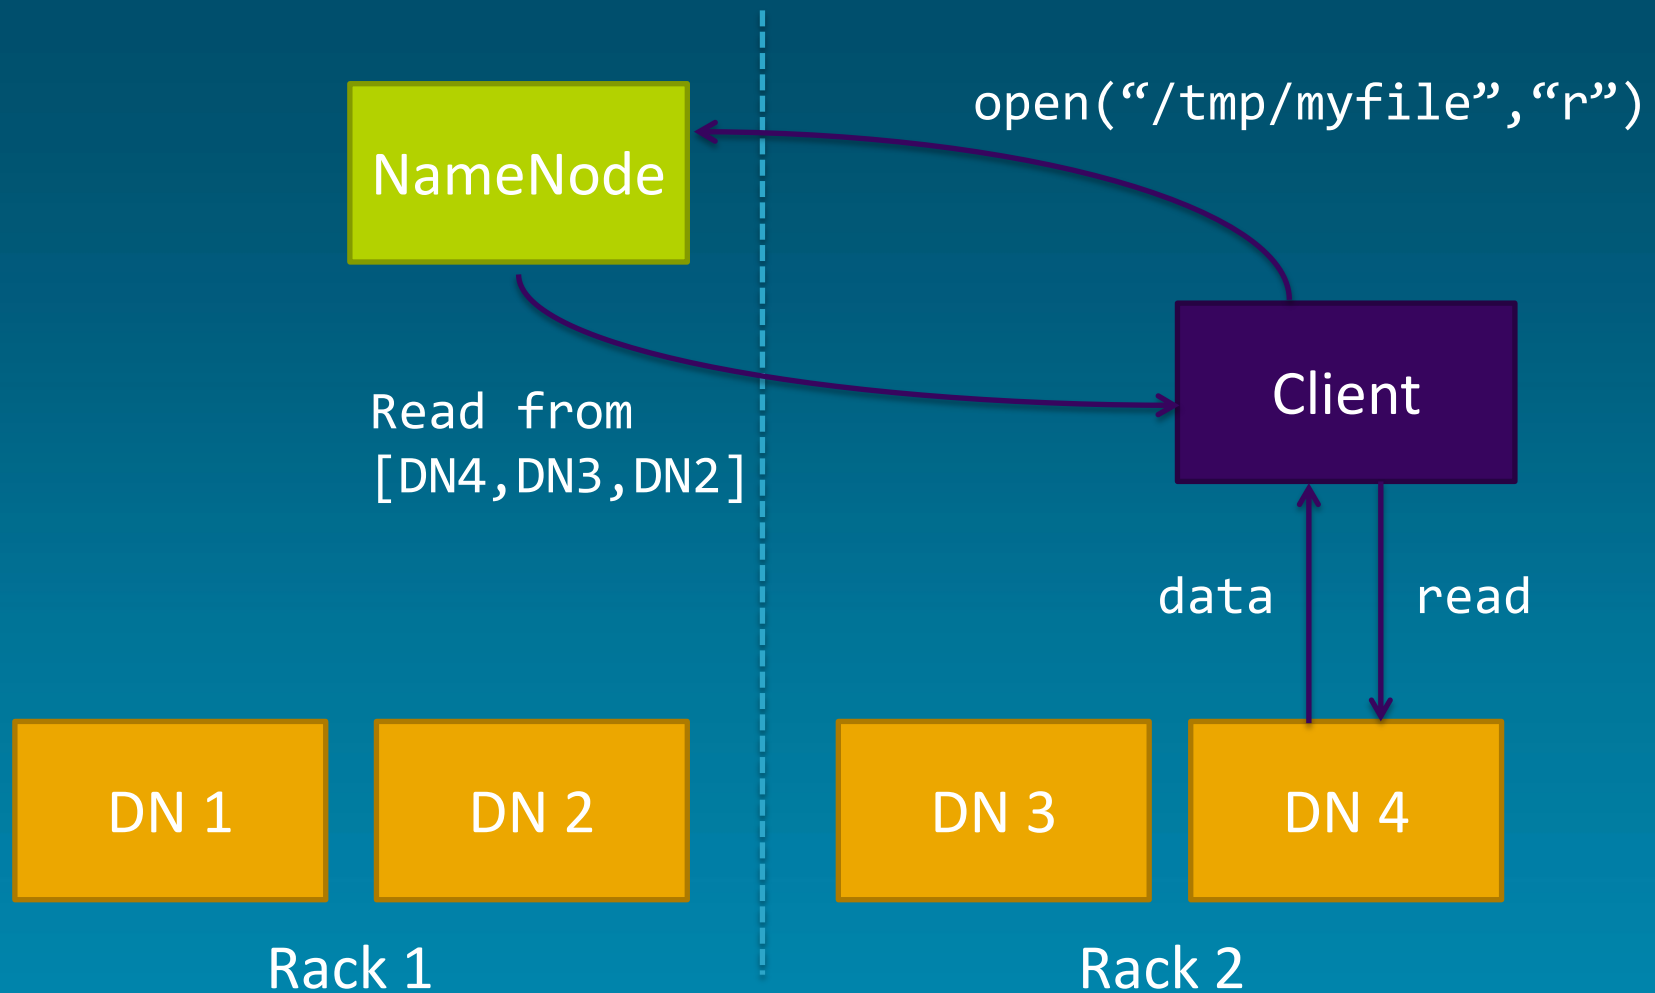 open(“/tmp/myfile”,“r”)
NameNode
Client
Read from
[DN4,DN3,DN2]
data
read
DN 1
DN 2
DN 3
DN 4
Rack 1
Rack 2